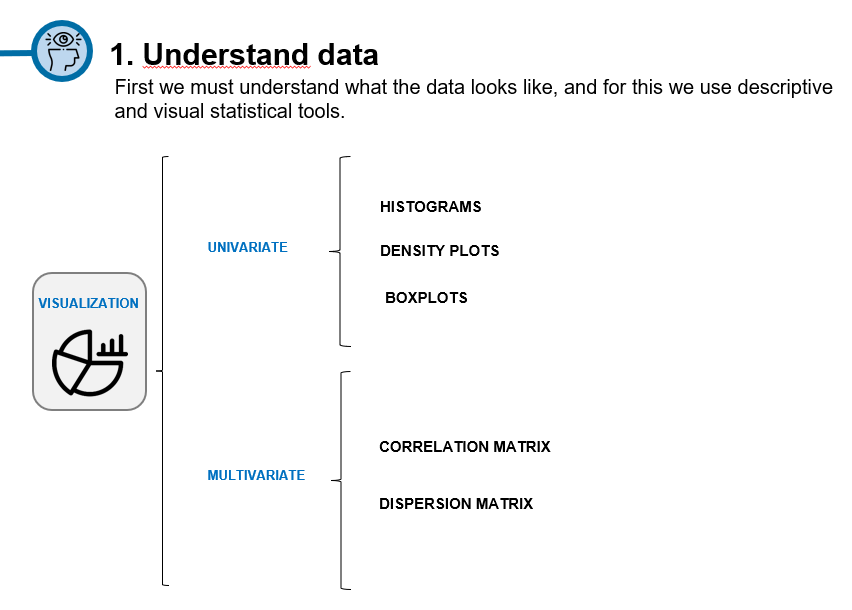 1. Understand data
First we must understand what the data looks like, and for this we use descriptive
and visual statistical tools.
VISUALIZATION
UNIVARIATE
HISTOGRAMS
DENSITY PLOTS
BOXPLOTS
MULTIVARIATE
CORRELATION MATRIX
DISPERSION MATRIX